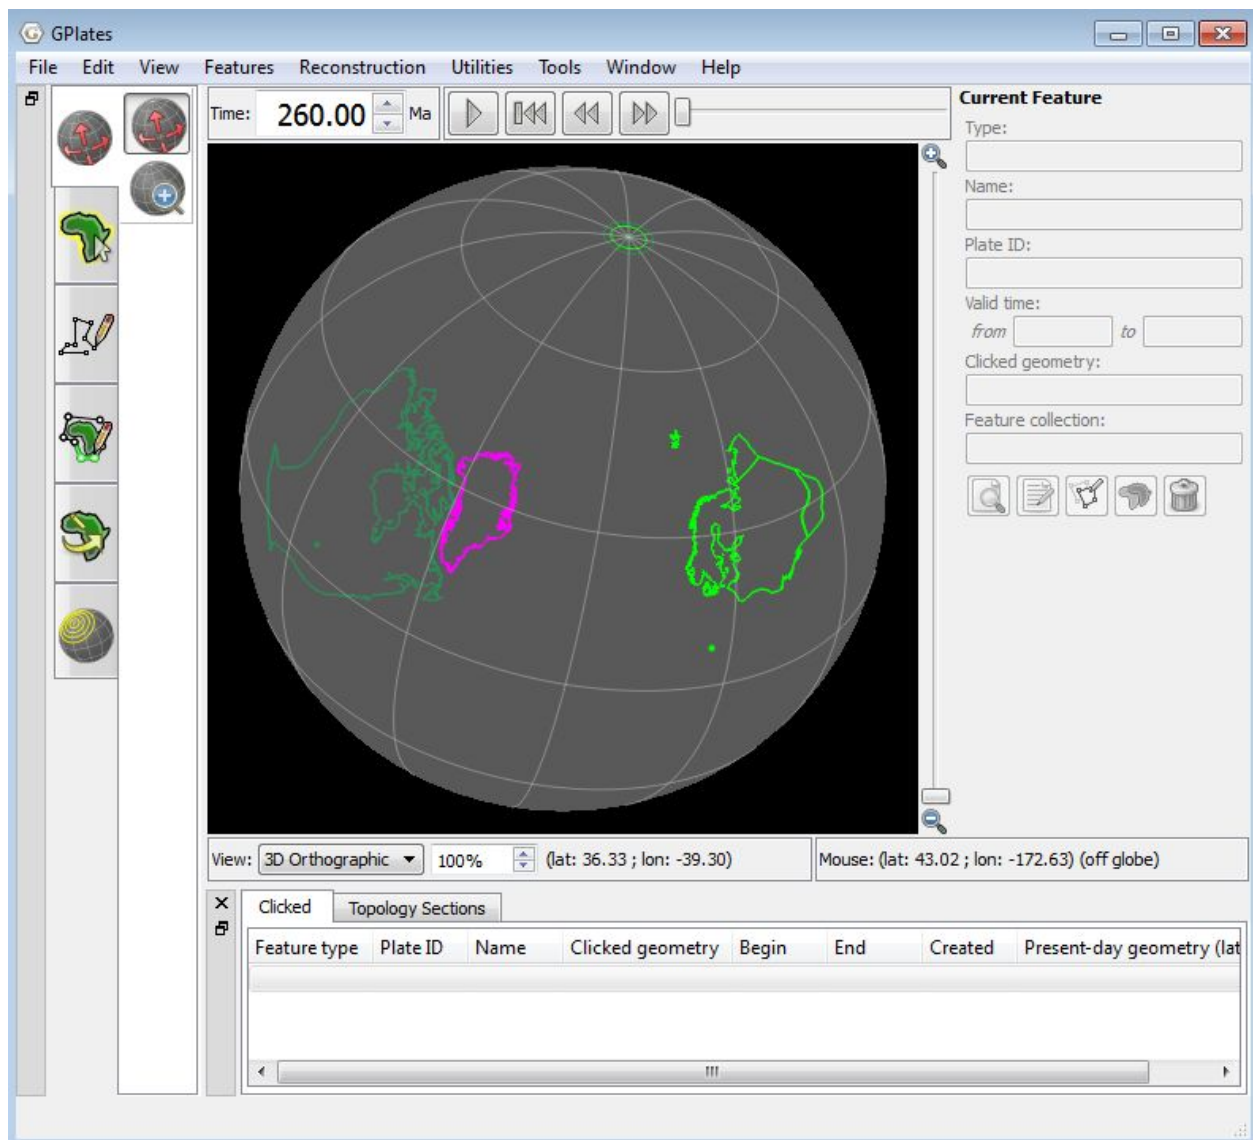 GPlates
File Edit View Features Reconstruction Utilities Tools Window Help
Time: 260.00 Ma
Current Feature
Type:
Name:
Plate ID:
Valid time:
from to
Clicked geometry:
Feature collection:
View: 3D Orthographic 100% (lat: 36.33 ; lon: -39.30) Mouse: (lat: 43.02 ; lon: -172.63) (off globe)
Clicked Topology Sections
Feature type Plate ID Name Clicked geometry Begin End Created Present-day geometry (lat